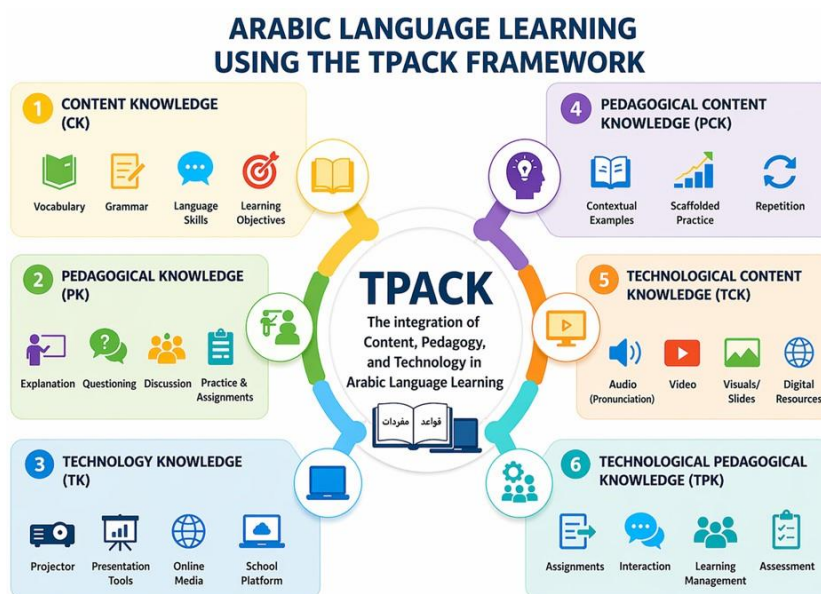 ARABIC LANGUAGE LEARNING
USING THE TPACK FRAMEWORK
1 CONTENT KNOWLEDGE
(CK)
Vocabulary
Grammar
Language
Skills
Learning
Objectives
2 PEDAGOGICAL KNOWLEDGE
(PK)
Explanation
Questioning
Discussion
Practice &
Assignments
3 TECHNOLOGY KNOWLEDGE
(TK)
Projector
Presentation
Tools
Online
Media
School
Platform
TPACK
The integration of
Content, Pedagogy,
and Technology in
Arabic Language Learning
قواعد
مفردات
4 PEDAGOGICAL CONTENT
KNOWLEDGE (PCK)
Contextual
Examples
Scaffolded
Practice
Repetition
5 TECHNOLOGICAL CONTENT
KNOWLEDGE (TCK)
Audio
(Pronunciation)
Video
Visuals/
Slides
Digital
Resources
6 TECHNOLOGICAL PEDAGOGICAL
KNOWLEDGE (TPK)
Assignments
Interaction
Learning
Management
Assessment